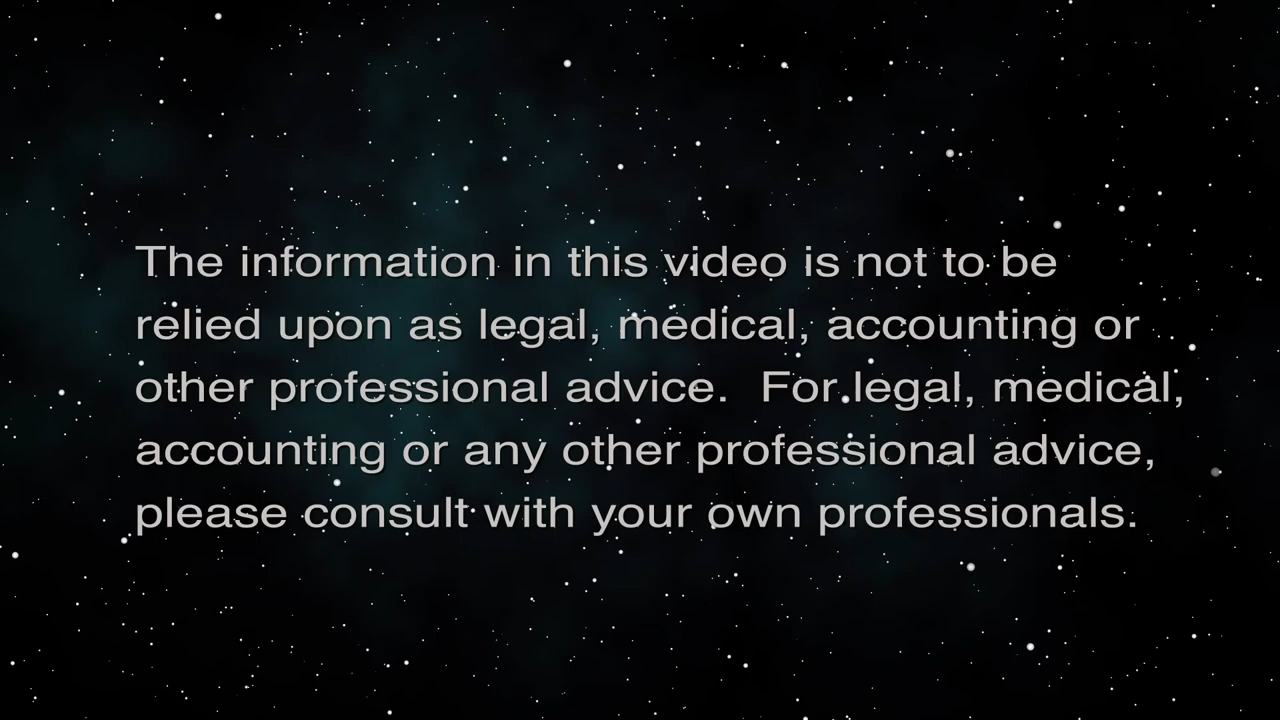 The information in this video is not to be
relied upon as legal, medical, accounting or
other professional advice.  For legal, medical,
accounting or any other professional advice,
please consult with your own professionals.